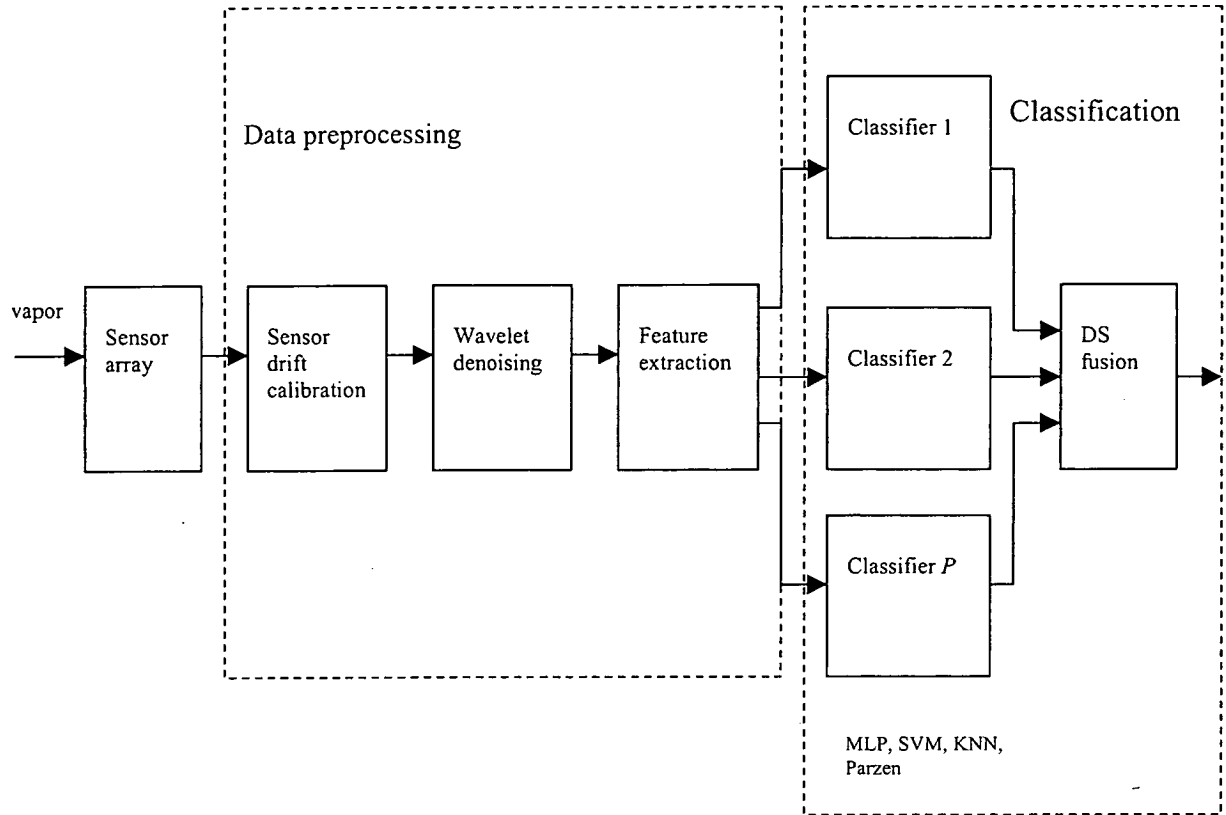 Data preprocessing
Classification
vapor
Sensor
array
Sensor
drift
calibration
Wavelet
denoising
Feature
extraction
Classifier 1
Classifier 2
Classifier P
DS
fusion
MLP, SVM, KNN,
Parzen